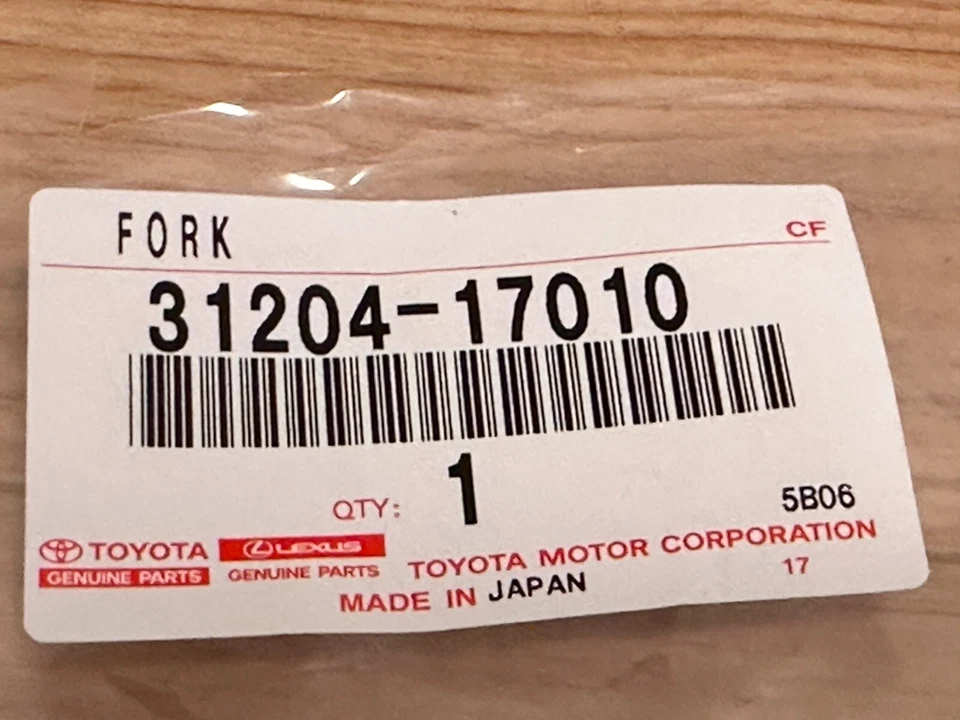 FORK
CF
31204-17010
QTY: 1
5B06
TOYOTA
GENUINE PARTS
LEXUS
GENUINE PARTS
TOYOTA MOTOR CORPORATION
MADE IN JAPAN
17